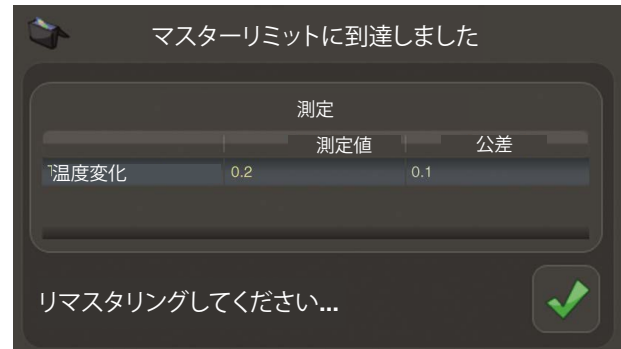 マスターリミットに到達しました
測定
測定値 公差
温度変化 0.2 0.1
リマスタリングしてください...